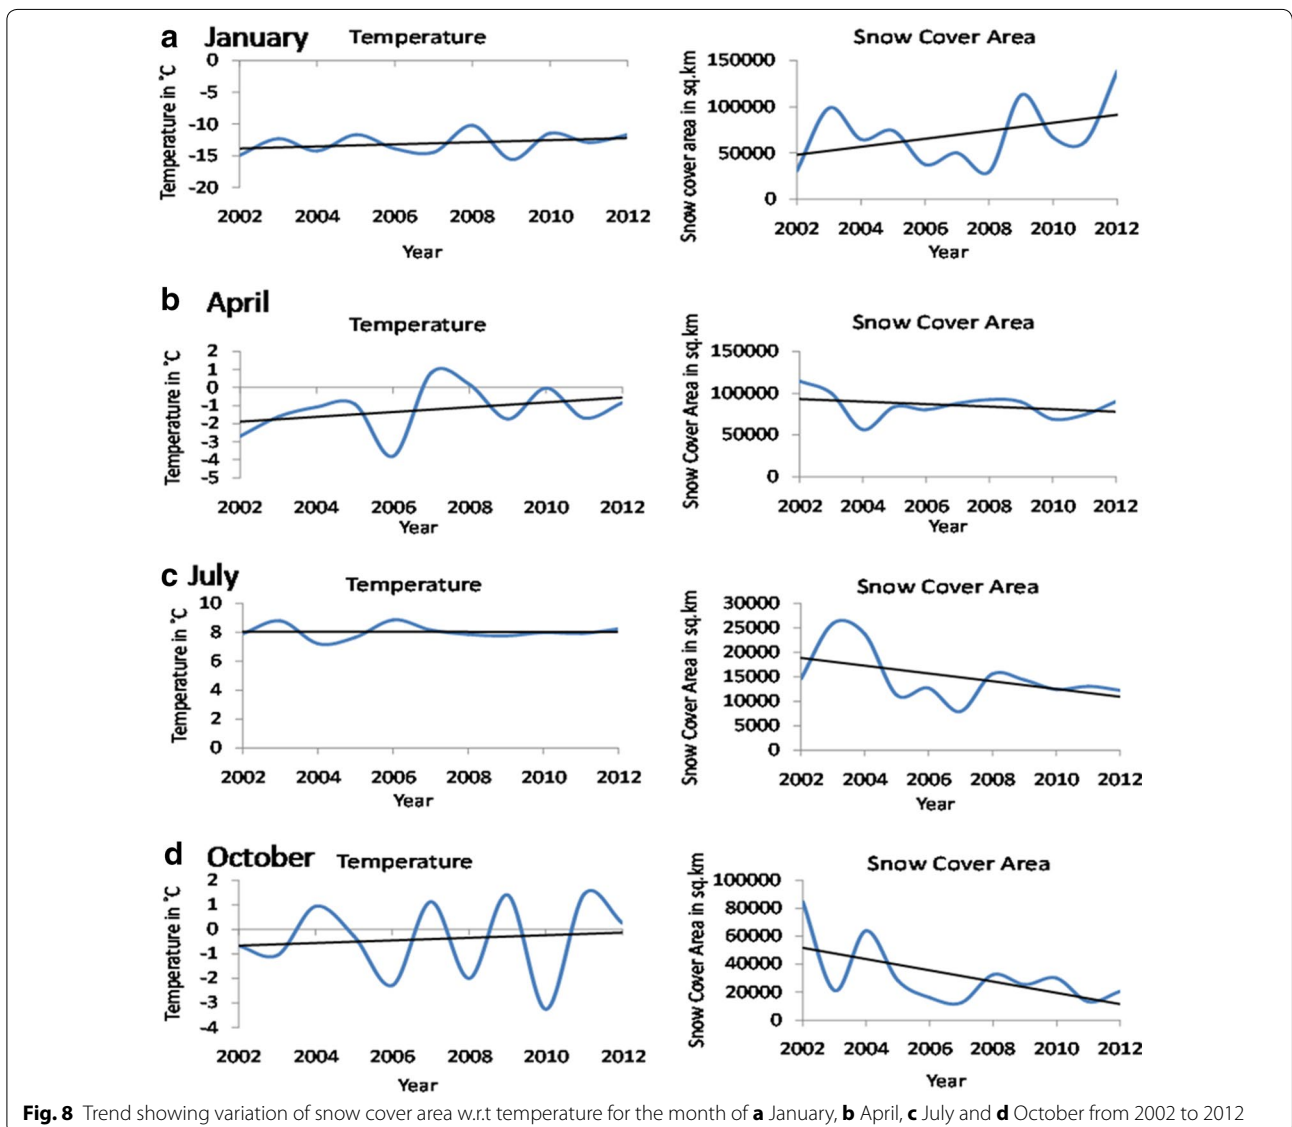 a January Temperature Snow Cover Area
Temperature in °C
0
-5
-10
-15
-20
2002 2004 2006 2008 2010 2012
Year
Snow cover area in sq.km
150000
100000
50000
0
2002 2004 2006 2008 2010 2012
Year
b April
Temperature Snow Cover Area
Temperature in °C
2
1
0
-1
-2
-3
-4
-5
2002 2004 2006 2008 2010 2012
Year
Snow Cover Area in sq.km
150000
100000
50000
0
2002 2004 2006 2008 2010 2012
Year
c July
Temperature Snow Cover Area
Temperature in °C
10
8
6
4
2
0
2002 2004 2006 2008 2010 2012
Year
Snow Cover Area in sq.km
30000
25000
20000
15000
10000
5000
0
2002 2004 2006 2008 2010 2012
Year
d October Temperature Snow Cover Area
Temperature in °C
2
1
0
-1
-2
-3
-4
2002 2004 2006 2008 2010 2012
Year
Snow Cover Area in sq.km
100000
80000
60000
40000
20000
0
2002 2004 2006 2008 2010 2012
Year
Fig. 8 Trend showing variation of snow cover area w.r.t temperature for the month of a January, b April, c July and d October from 2002 to 2012